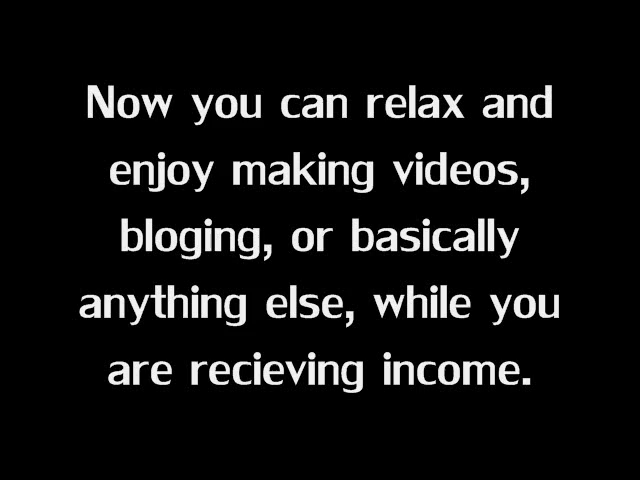 Now you can relax and
enjoy making videos,
bloging, or basically
anything else, while you
are recieving income.